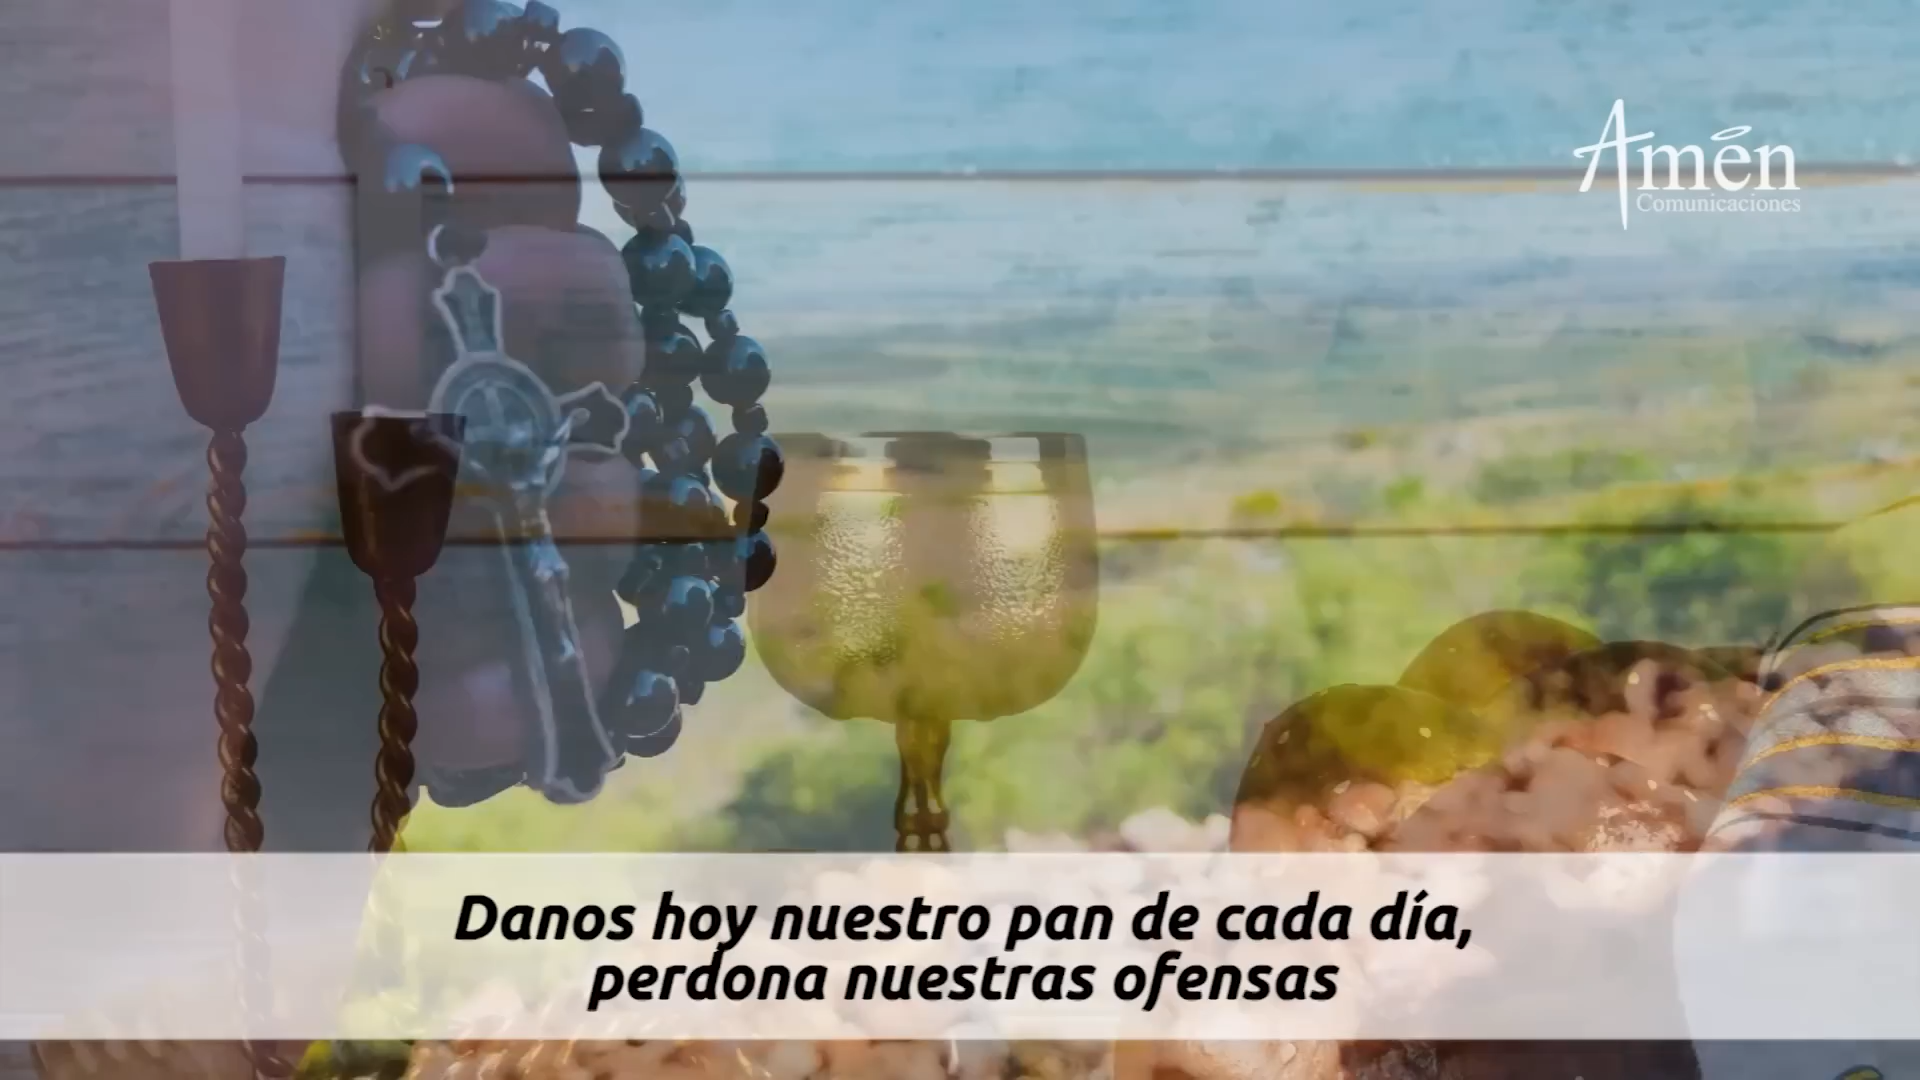 Amén
Comunicaciones
Danos hoy nuestro pan de cada día,
perdona nuestras ofensas